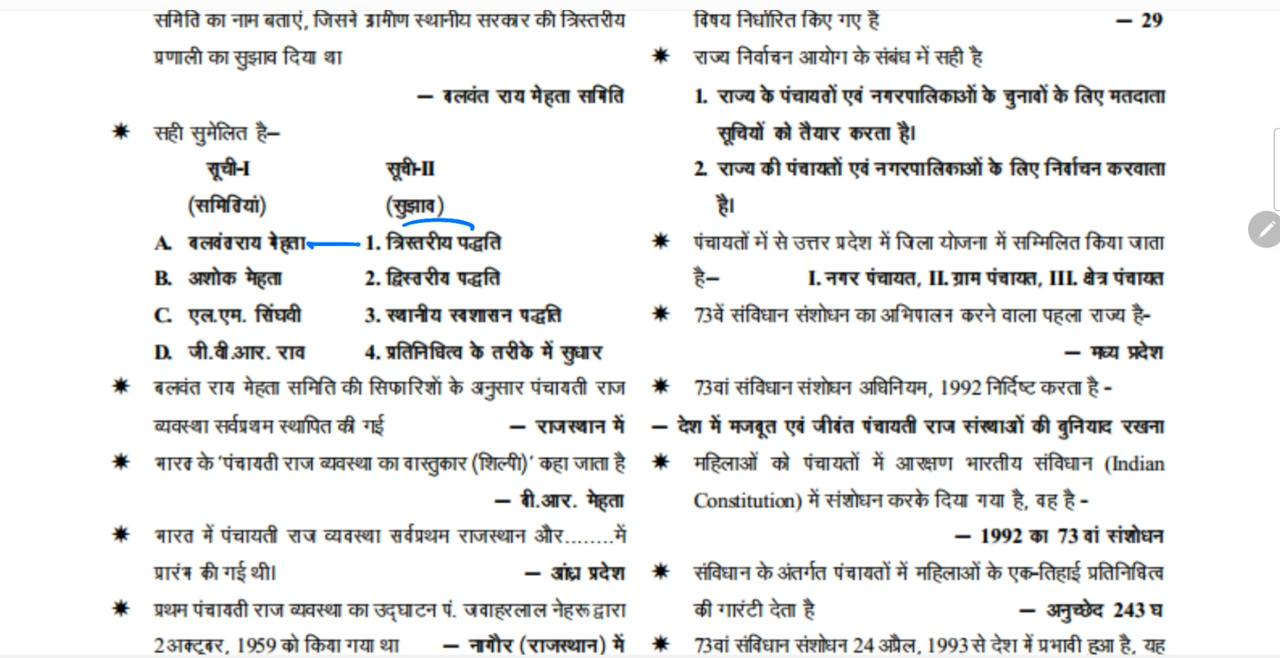 समिति का नाम बताएं, जिसने ग्रामीण स्थानीय सरकार की त्रिस्तरीय
प्रणाली का सुझाव दिया था
– बलवंत राय मेहता समिति
✷ सही सुमेलित है–
सूची-I सूची-II
(समितियां) (सुझाव)
A. बलवंतराय मेहता 1. त्रिस्तरीय पद्धति
B. अशोक मेहता 2. द्विस्तरीय पद्धति
C. एल.एम. सिंघवी 3. स्थानीय स्वशासन पद्धति
D. जी.वी.आर. राव 4. प्रतिनिधित्व के तरीके में सुधार
✷ बलवंत राय मेहता समिति की सिफारिशों के अनुसार पंचायती राज
व्यवस्था सर्वप्रथम स्थापित की गई – राजस्थान में
✷ भारत के 'पंचायती राज व्यवस्था का वास्तुकार (शिल्पी)' कहा जाता है
– बी.आर. मेहता
✷ भारत में पंचायती राज व्यवस्था सर्वप्रथम राजस्थान और........में
प्रारंभ की गई थी। – आंध्र प्रदेश
✷ प्रथम पंचायती राज व्यवस्था का उद्घाटन पं. जवाहरलाल नेहरू द्वारा
2अक्टूबर, 1959 को किया गया था – नागौर (राजस्थान) में
विषय निर्धारित किए गए हैं – 29
✷ राज्य निर्वाचन आयोग के संबंध में सही है
1. राज्य के पंचायतों एवं नगरपालिकाओं के चुनावों के लिए मतदाता
सूचियों को तैयार करता है।
2. राज्य की पंचायतों एवं नगरपालिकाओं के लिए निर्वाचन करवाता
है।
✷ पंचायतों में से उत्तर प्रदेश में जिला योजना में सम्मिलित किया जाता
है– I. नगर पंचायत, II. ग्राम पंचायत, III. क्षेत्र पंचायत
✷ 73वें संविधान संशोधन का अभिपालन करने वाला पहला राज्य है-
– मध्य प्रदेश
✷ 73वां संविधान संशोधन अधिनियम, 1992 निर्दिष्ट करता है -
– देश में मजबूत एवं जीवंत पंचायती राज संस्थाओं की बुनियाद रखना
✷ महिलाओं को पंचायतों में आरक्षण भारतीय संविधान (Indian
Constitution) में संशोधन करके दिया गया है, वह है -
– 1992 का 73 वां संशोधन
✷ संविधान के अंतर्गत पंचायतों में महिलाओं के एक-तिहाई प्रतिनिधित्व
की गारंटी देता है – अनुच्छेद 243 घ
✷ 73वां संविधान संशोधन 24 अप्रैल, 1993 से देश में प्रभावी हुआ है, यह